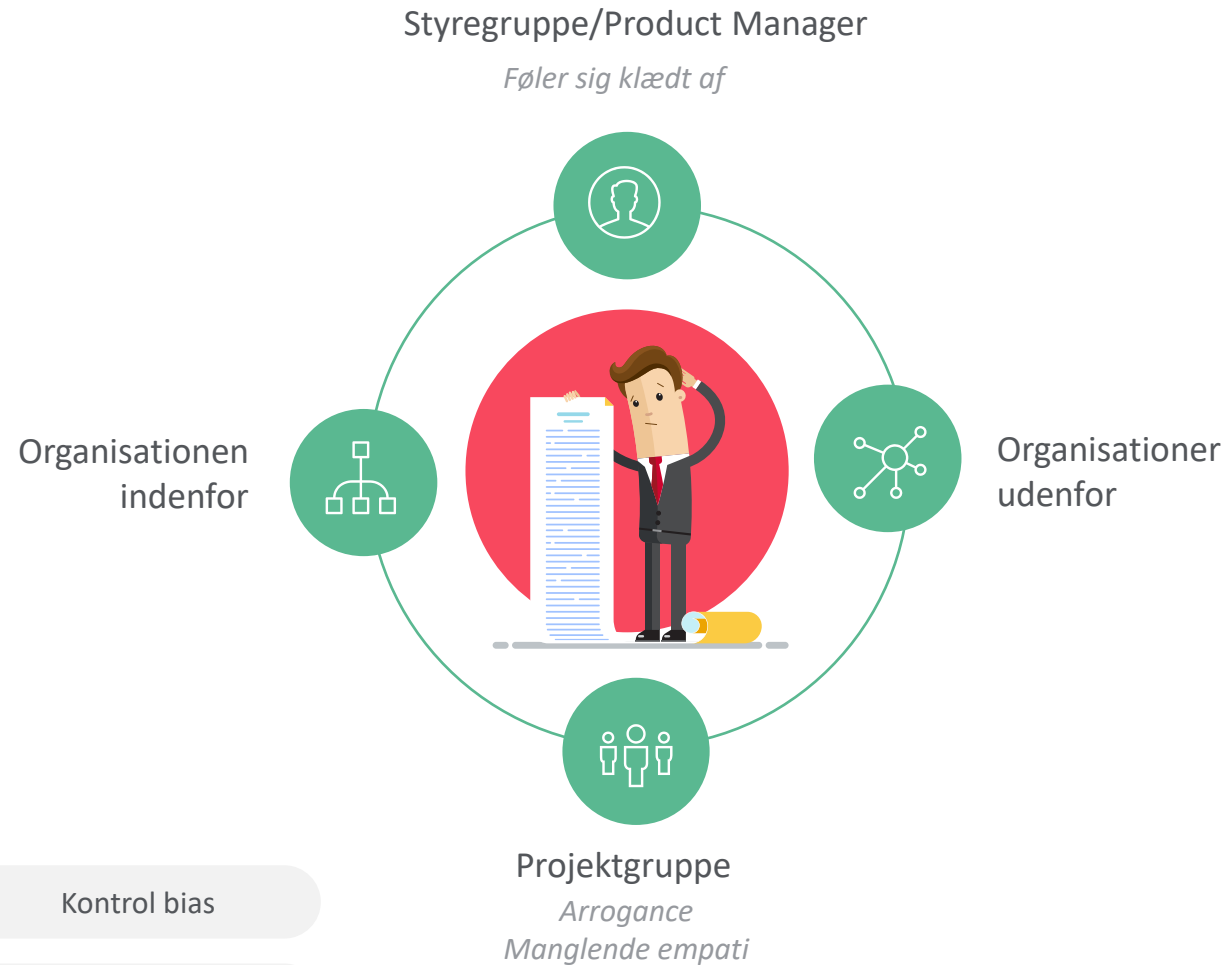 Styregruppe/Product Manager
Føler sig klædt af
Organisationen
indenfor
Organisationer
udenfor
Projektgruppe
Arrogance
Manglende empati
Kontrol bias